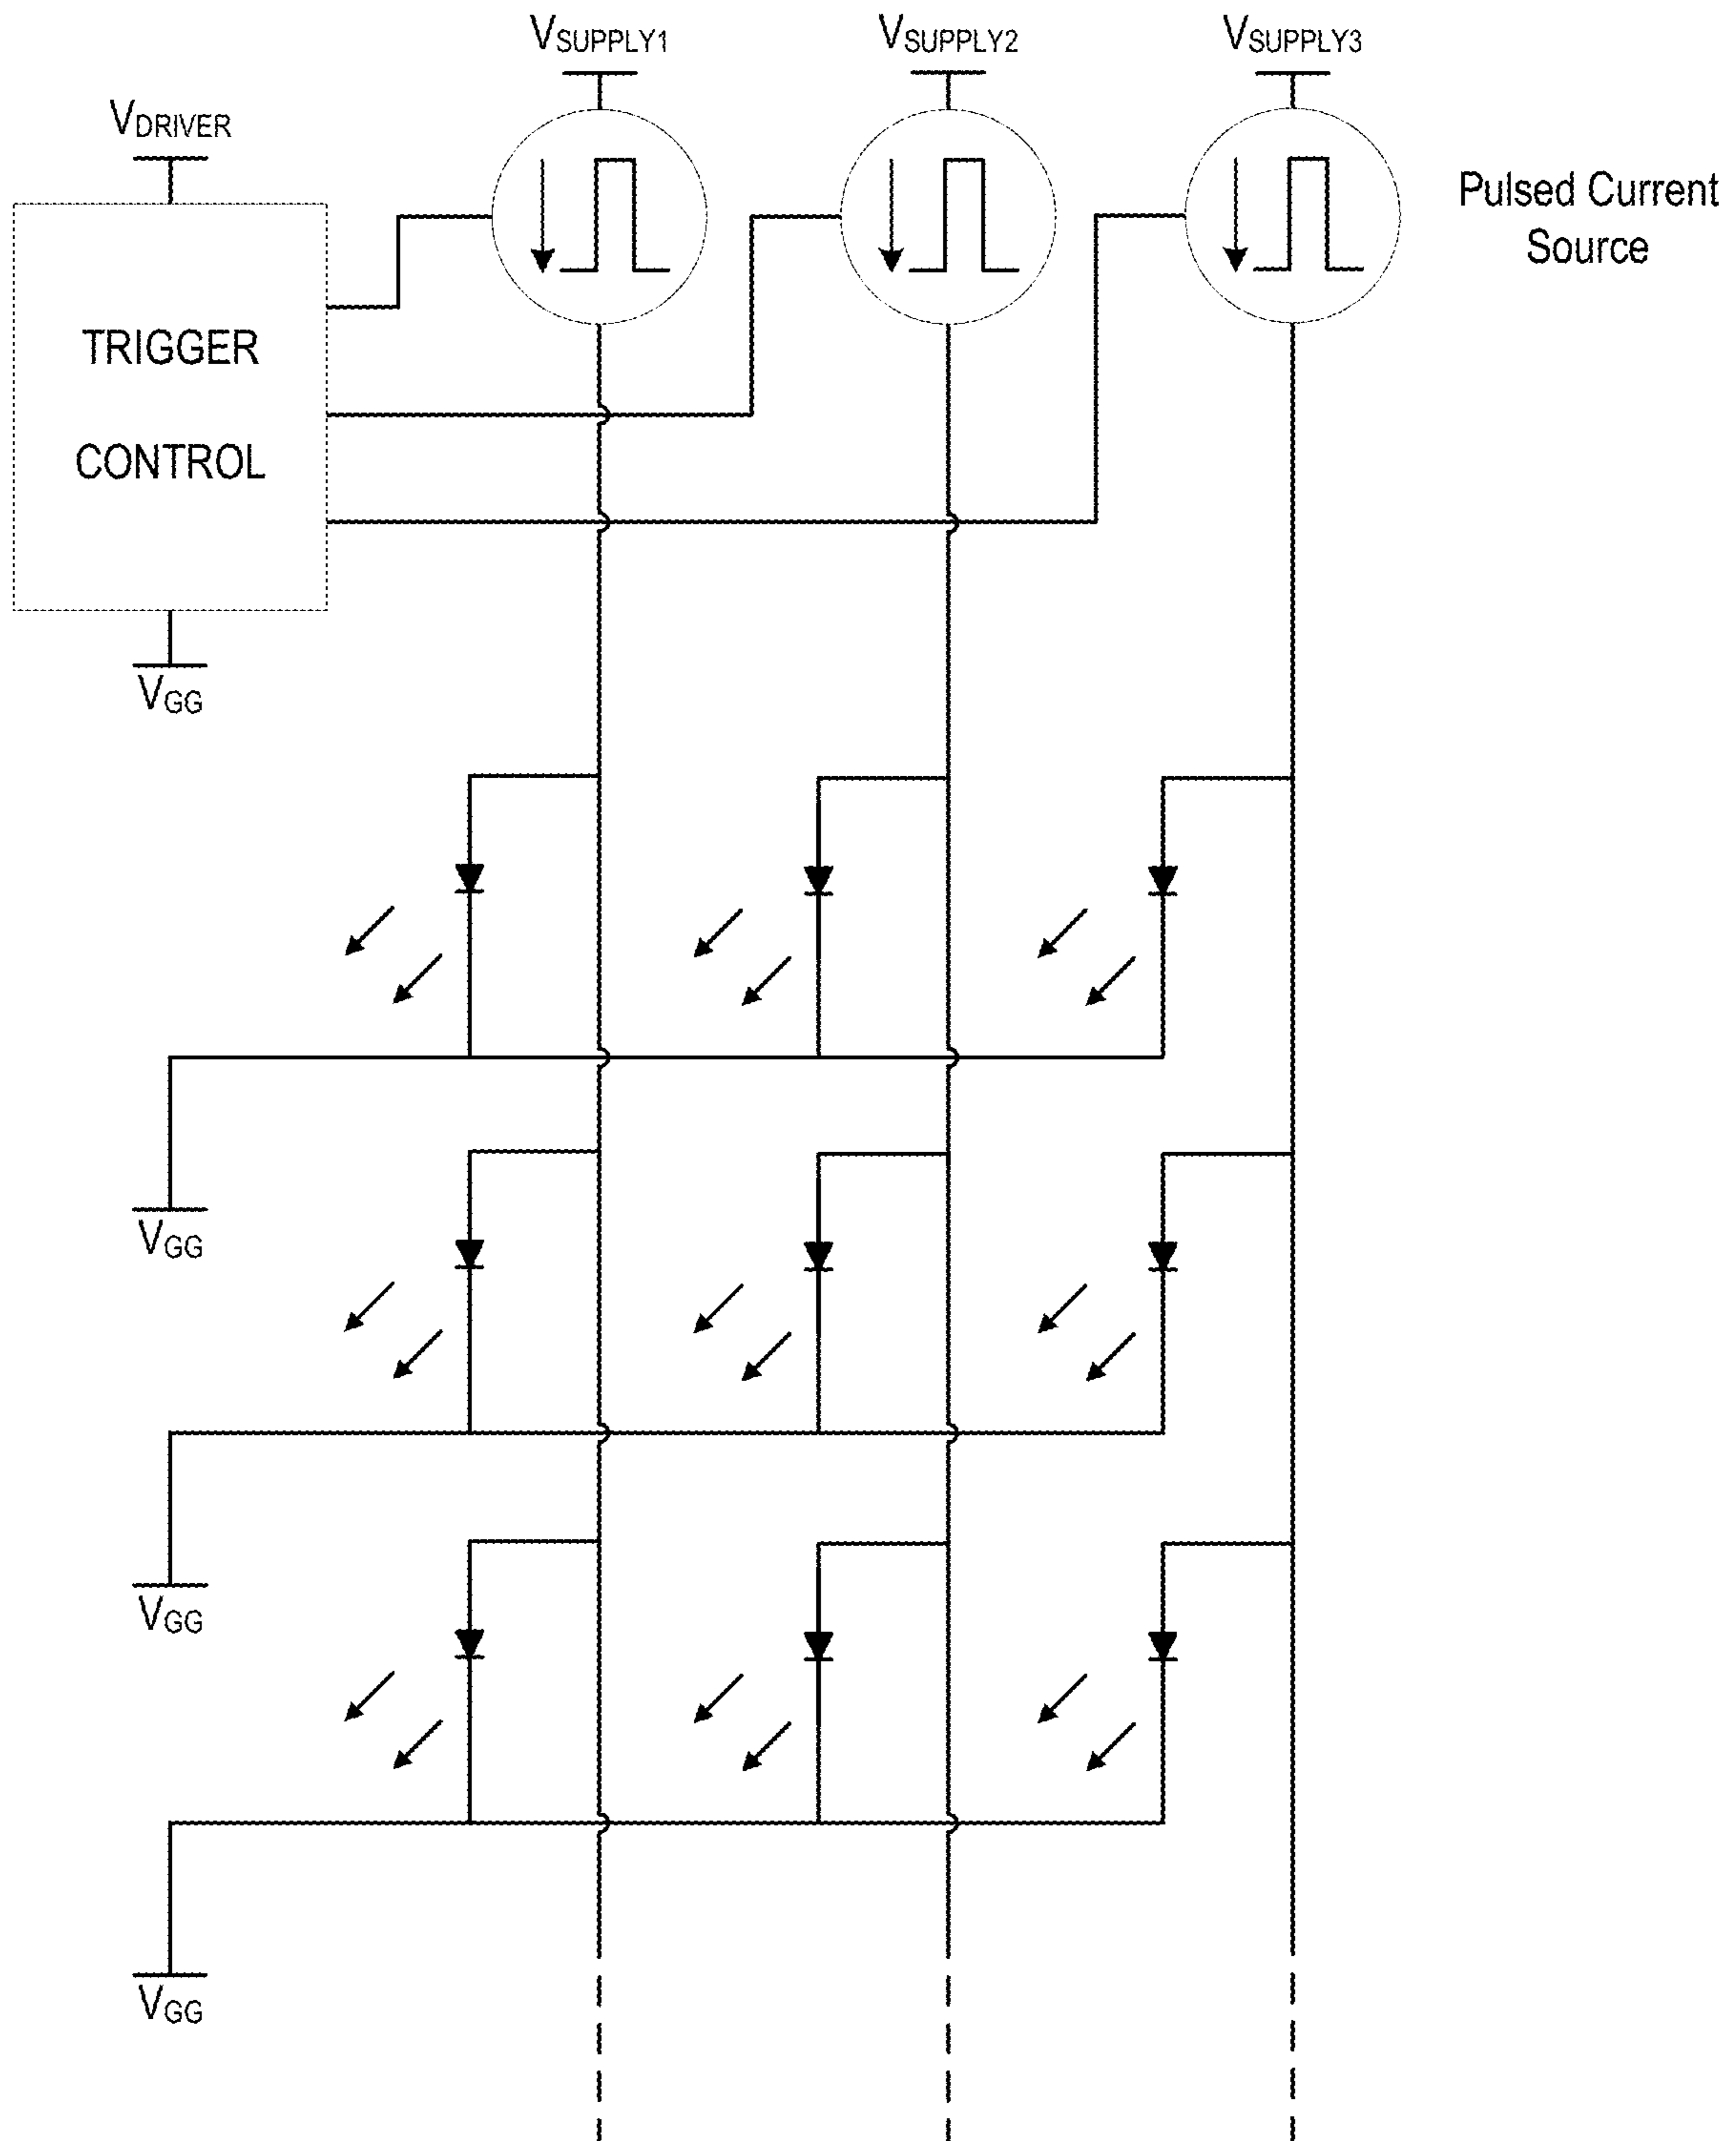 VSUPPLY1
VSUPPLY2
VSUPPLY3
VDRIVER
Pulsed Current
Source
TRIGGER
CONTROL
VGG
VGG
VGG
VGG